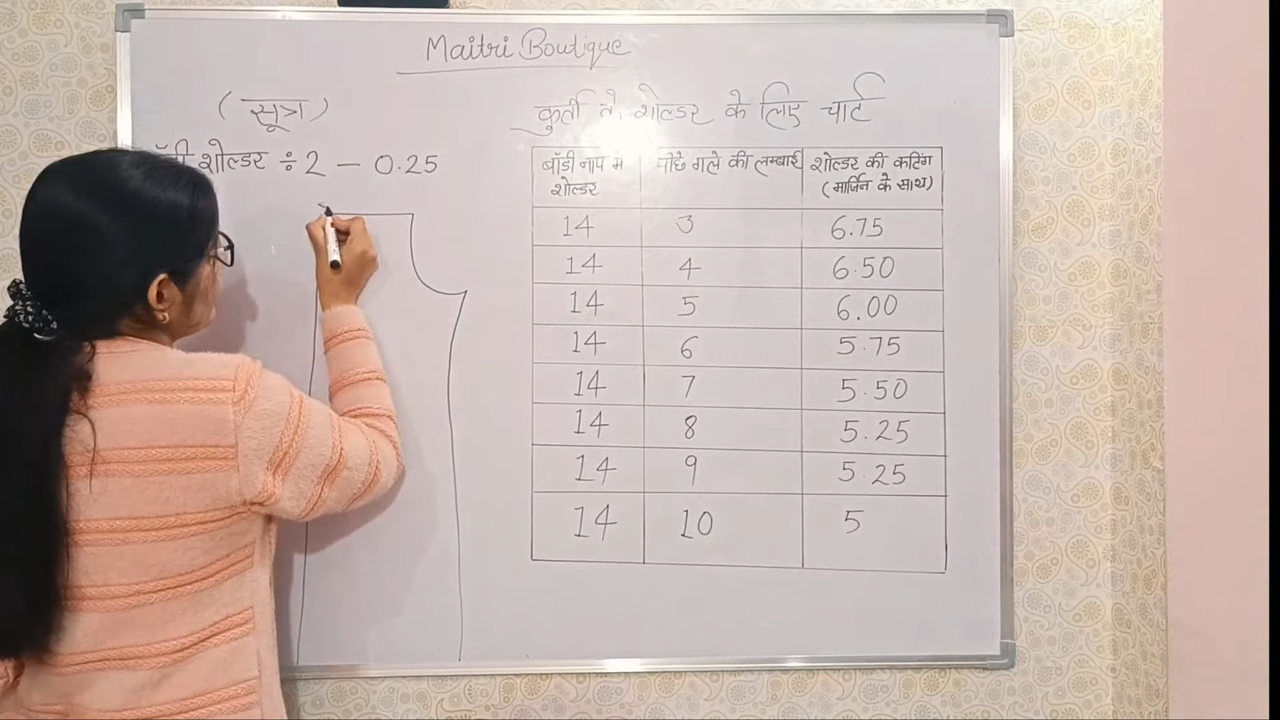 Maitri Boutique
(सूत्र)
शोल्डर ÷ 2 – 0.25
कुर्ती के शोल्डर के लिए चार्ट
बॉडी नाप में शोल्डर
पीछे गले की लम्बाई
शोल्डर की कटिंग
(मार्जिन के साथ)
14 3 6.75
14 4 6.50
14 5 6.00
14 6 5.75
14 7 5.50
14 8 5.25
14 9 5.25
14 10 5